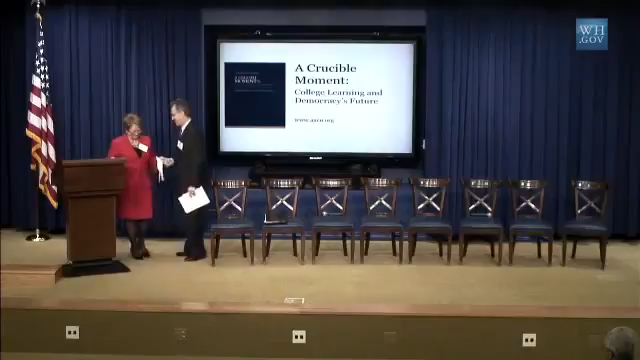 WH
.GOV
A Crucible
Moment:
College Learning and
Democracy's Future
www.aacu.org